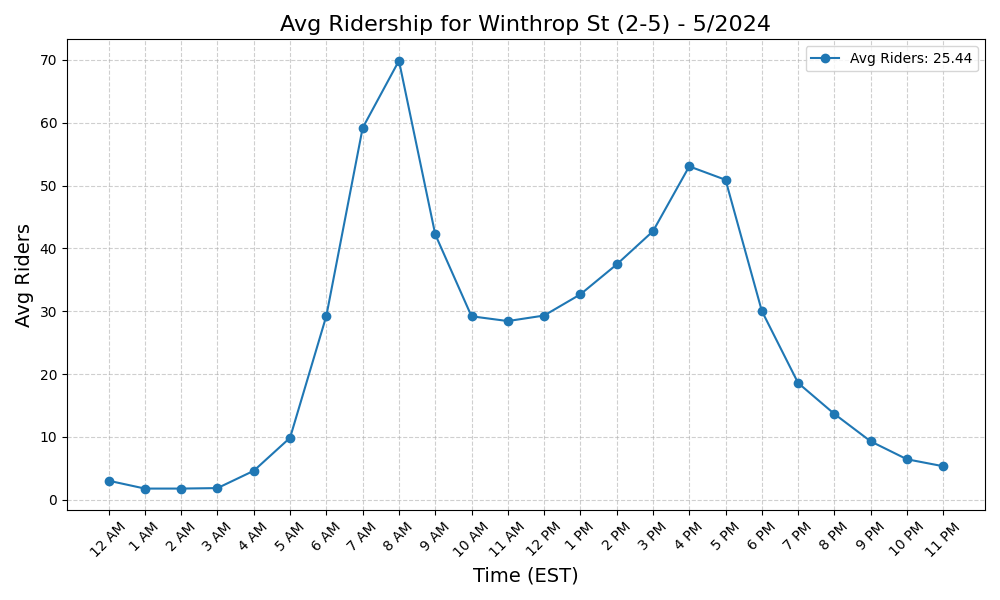 Avg Ridership for Winthrop St (2-5) - 5/2024
Avg Riders: 25.44
Avg Riders
70
60
50
40
30
20
10
0
12 AM
1 AM
2 AM
3 AM
4 AM
5 AM
6 AM
7 AM
8 AM
9 AM
10 AM
11 AM
12 PM
1 PM
2 PM
3 PM
4 PM
5 PM
6 PM
7 PM
8 PM
9 PM
10 PM
11 PM
Time (EST)